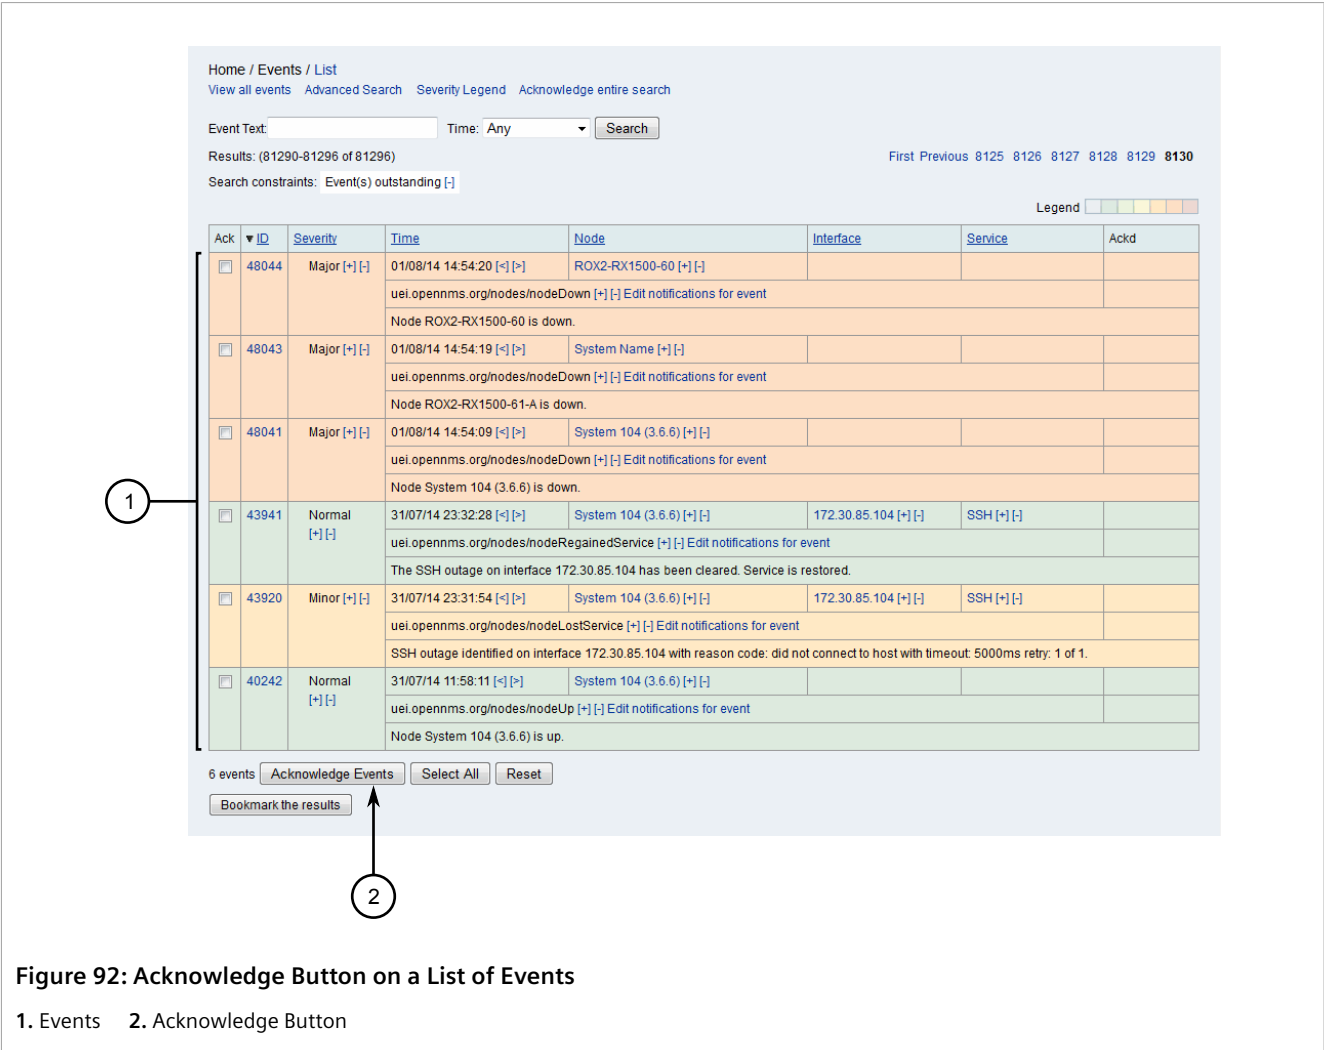 Home / Events / List
View all events Advanced Search Severity Legend Acknowledge entire search
Event Text: Time: Any Search
Results: (81290-81296 of 81296) First Previous 8125 8126 8127 8128 8129 8130
Search constraints: Event(s) outstanding [-]
Legend
Ack ▼ID Severity Time Node Interface Service Ackd
48044 Major [+] [-] 01/08/14 14:54:20 [<] [>] ROX2-RX1500-60 [+] [-]
uei.opennms.org/nodes/nodeDown [+] [-] Edit notifications for event
Node ROX2-RX1500-60 is down.
48043 Major [+] [-] 01/08/14 14:54:19 [<] [>] System Name [+] [-]
uei.opennms.org/nodes/nodeDown [+] [-] Edit notifications for event
Node ROX2-RX1500-61-A is down.
48041 Major [+] [-] 01/08/14 14:54:09 [<] [>] System 104 (3.6.6) [+] [-]
uei.opennms.org/nodes/nodeDown [+] [-] Edit notifications for event
Node System 104 (3.6.6) is down.
1
43941 Normal 31/07/14 23:32:28 [<] [>] System 104 (3.6.6) [+] [-] 172.30.85.104 [+] [-] SSH [+] [-]
[+] [-]
uei.opennms.org/nodes/nodeRegainedService [+] [-] Edit notifications for event
The SSH outage on interface 172.30.85.104 has been cleared. Service is restored.
43920 Minor [+] [-] 31/07/14 23:31:54 [<] [>] System 104 (3.6.6) [+] [-] 172.30.85.104 [+] [-] SSH [+] [-]
uei.opennms.org/nodes/nodeLostService [+] [-] Edit notifications for event
SSH outage identified on interface 172.30.85.104 with reason code: did not connect to host with timeout: 5000ms retry: 1 of 1.
40242 Normal 31/07/14 11:58:11 [<] [>] System 104 (3.6.6) [+] [-]
[+] [-]
uei.opennms.org/nodes/nodeUp [+] [-] Edit notifications for event
Node System 104 (3.6.6) is up.
6 events Acknowledge Events Select All Reset
Bookmark the results
2
Figure 92: Acknowledge Button on a List of Events
1. Events 2. Acknowledge Button